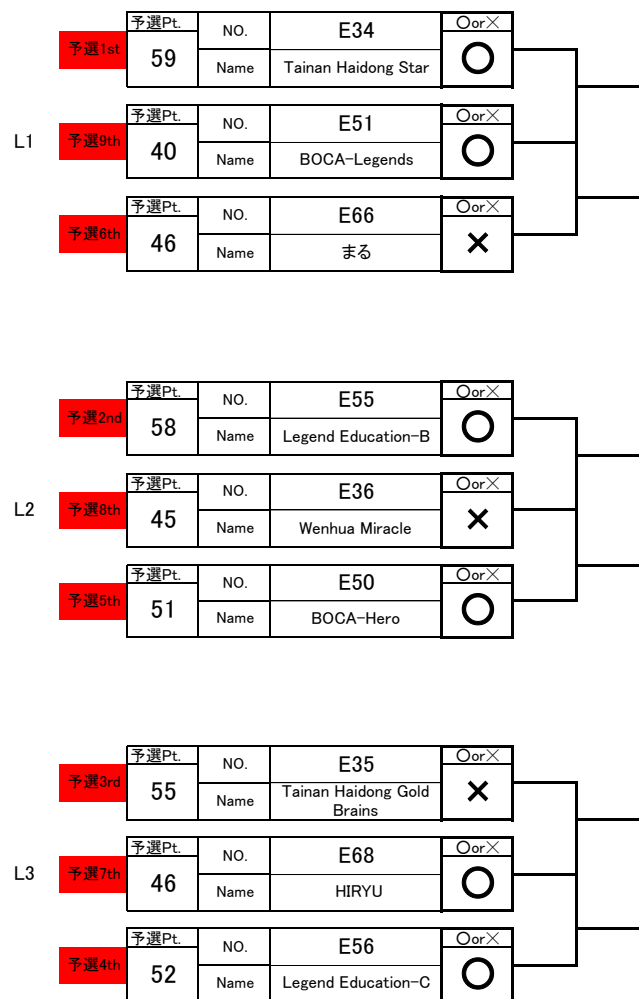 予選1st
予選Pt.
59
NO.
E34
○or×
Name
Tainan Haidong Star
○
L1
予選9th
予選Pt.
40
NO.
E51
○or×
Name
BOCA-Legends
○
予選6th
予選Pt.
46
NO.
E66
○or×
Name
まる
×
予選2nd
予選Pt.
58
NO.
E55
○or×
Name
Legend Education-B
○
L2
予選8th
予選Pt.
45
NO.
E36
○or×
Name
Wenhua Miracle
×
予選5th
予選Pt.
51
NO.
E50
○or×
Name
BOCA-Hero
○
予選3rd
予選Pt.
55
NO.
E35
○or×
Name
Tainan Haidong Gold
Brains
×
L3
予選7th
予選Pt.
46
NO.
E68
○or×
Name
HIRYU
○
予選4th
予選Pt.
52
NO.
E56
○or×
Name
Legend Education-C
○